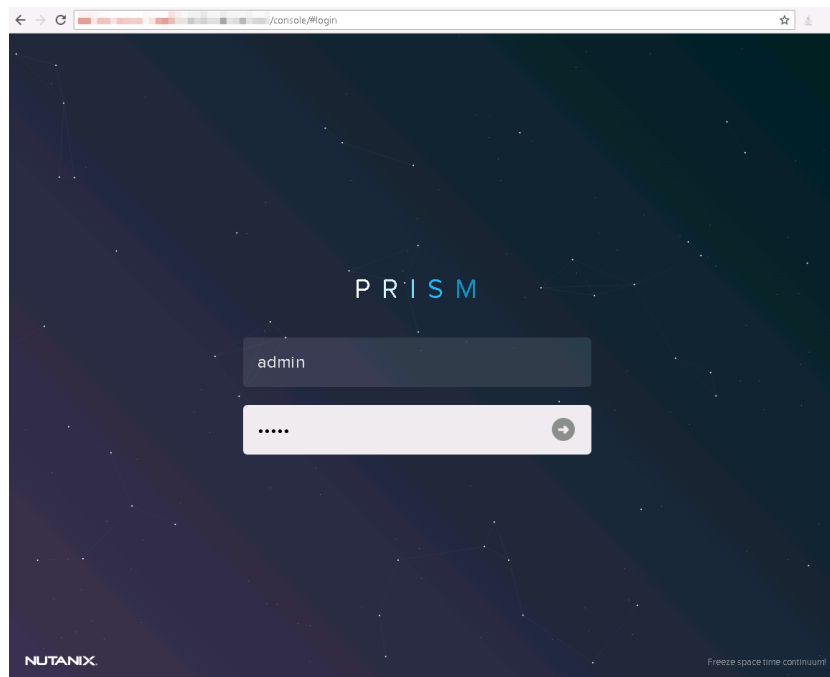 /console/#login
PRISM
admin
•••••
NUTANIX.
Freeze space time continuum!